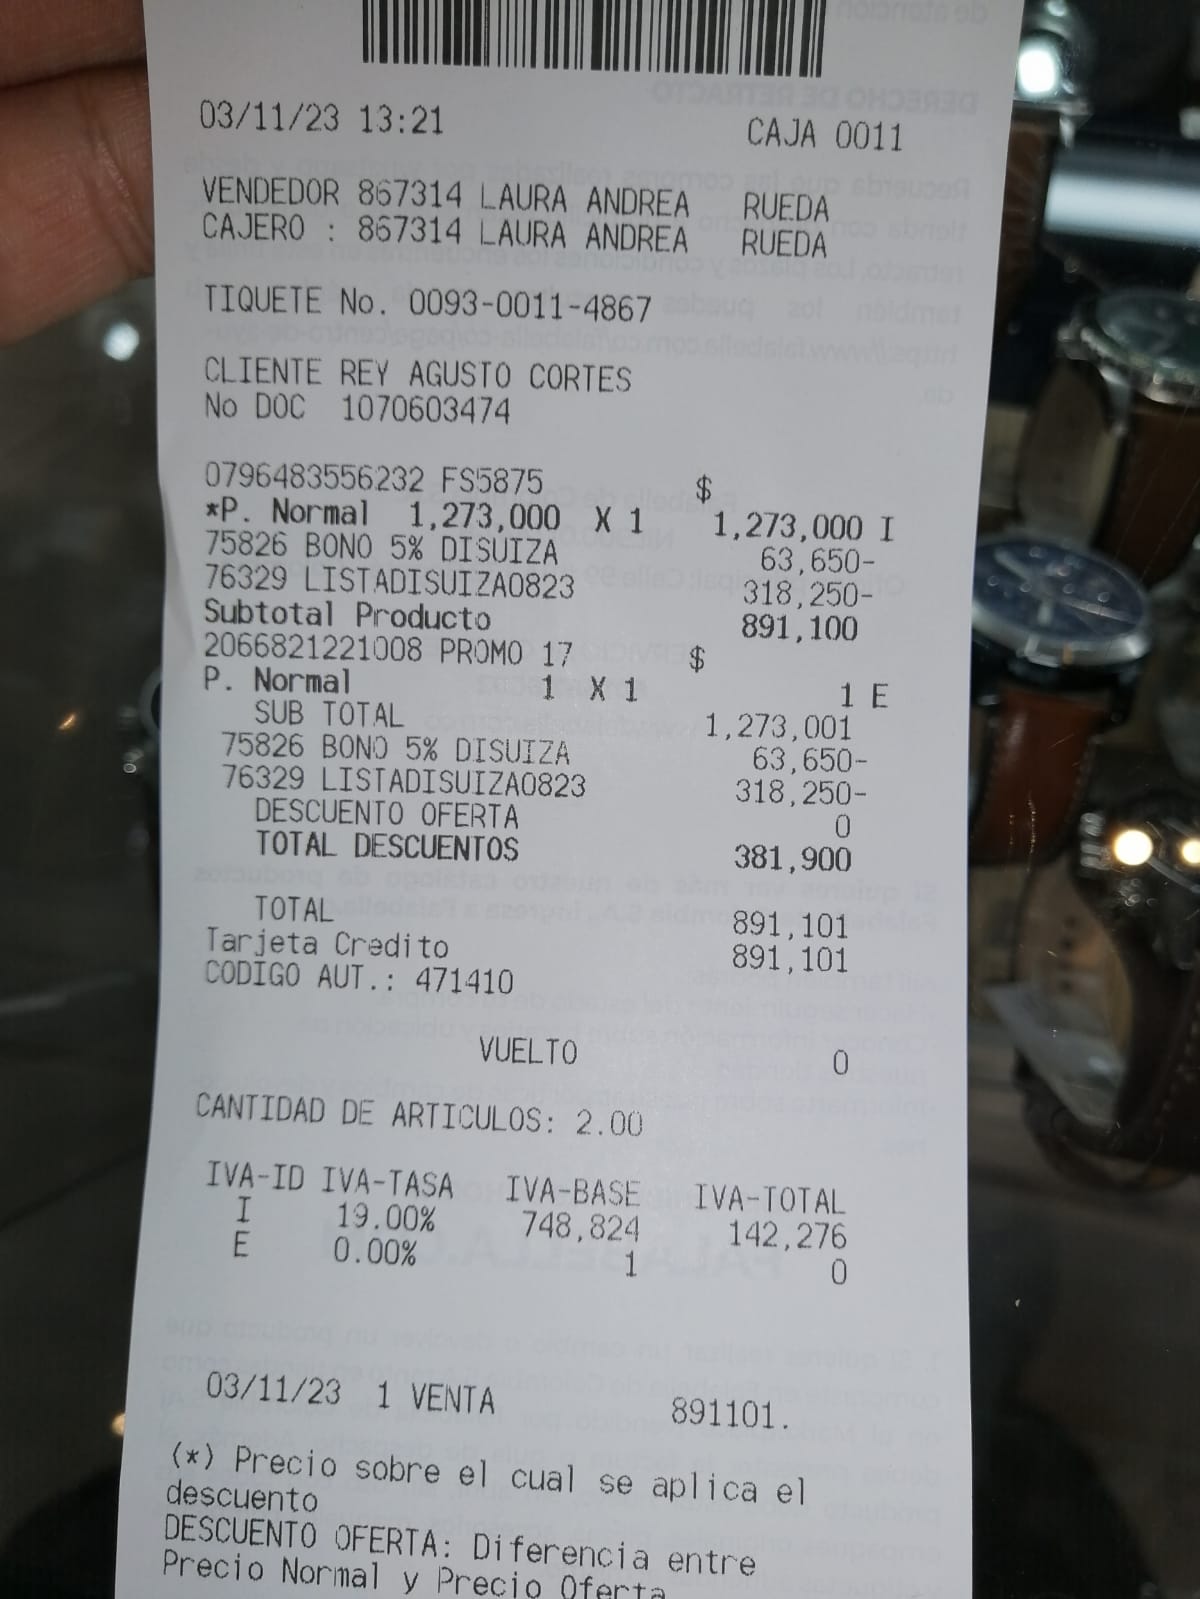 03/11/23 13:21 CAJA 0011
VENDEDOR 867314 LAURA ANDREA RUEDA
CAJERO : 867314 LAURA ANDREA RUEDA
TIQUETE No. 0093-0011-4867
CLIENTE REY AGUSTO CORTES
No DOC 1070603474
0796483556232 FS5875 $
*P. Normal 1,273,000 X 1 1,273,000 I
75826 BONO 5% DISUIZA 63,650-
76329 LISTADISUIZA0823 318,250-
Subtotal Producto 891,100
2066821221008 PROMO 17 $
P. Normal 1 X 1 1 E
SUB TOTAL 1,273,001
75826 BONO 5% DISUIZA 63,650-
76329 LISTADISUIZA0823 318,250-
DESCUENTO OFERTA 0
TOTAL DESCUENTOS 381,900
TOTAL 891,101
Tarjeta Credito 891,101
CODIGO AUT.: 471410
VUELTO 0
CANTIDAD DE ARTICULOS: 2.00
IVA-ID IVA-TASA IVA-BASE IVA-TOTAL
I 19.00% 748,824 142,276
E 0.00% 1 0
03/11/23 1 VENTA 891101.
(*) Precio sobre el cual se aplica el
descuento
DESCUENTO OFERTA: Diferencia entre
Precio Normal y Precio Oferta